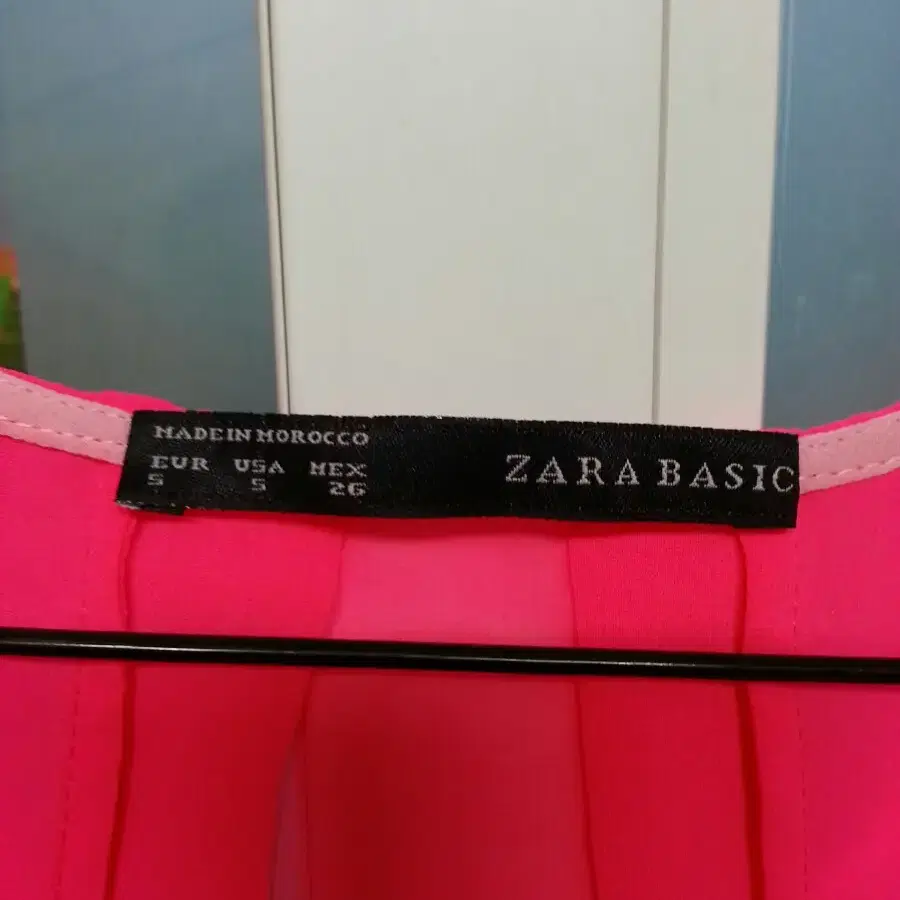 MADE IN MOROCCO
EUR USA MEX
S S 26
ZARA BASIC